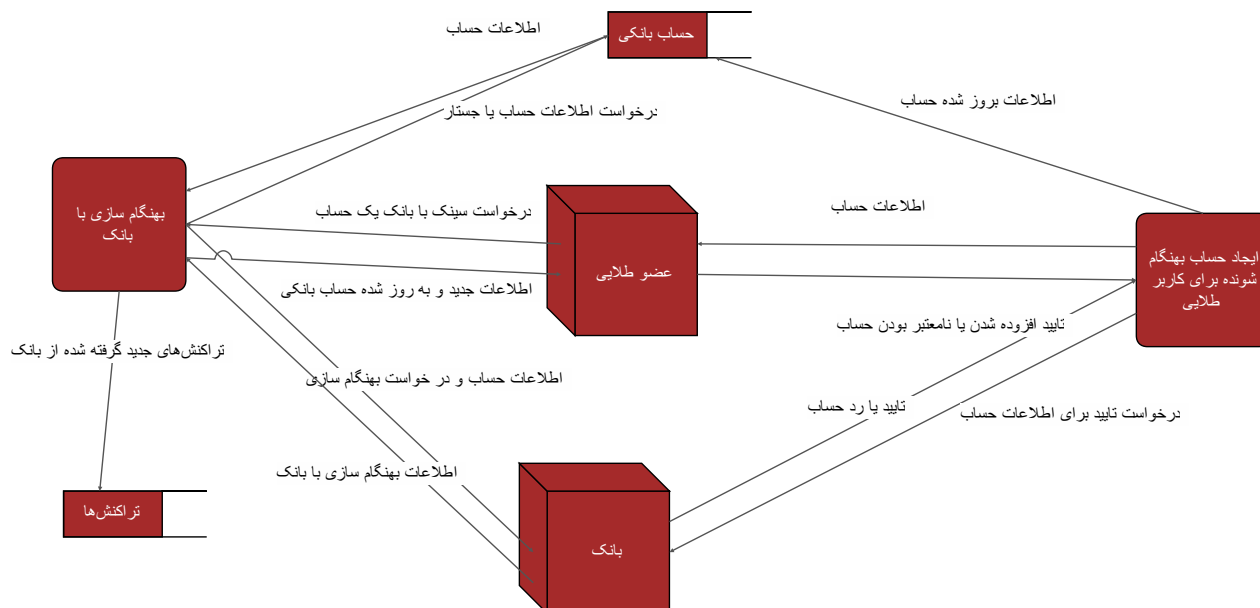 حساب بانکی
اطلاعات حساب
اطلاعات بروز شده حساب
درخواست اطلاعات حساب یا جستار
بهنگام سازی با
بانک
درخواست سینک با بانک یک حساب
اطلاعات حساب
عضو طلایی
ایجاد حساب بهنگام
شونده برای کاربر
طلایی
اطلاعات جدید و به روز شده حساب بانکی
تایید افزوده شدن یا نامعتبر بودن حساب
تراکنش‌های جدید گرفته شده از بانک
اطلاعات حساب و در خواست بهنگام سازی
تایید یا رد حساب
درخواست تایید برای اطلاعات حساب
اطلاعات بهنگام سازی با بانک
تراکنش‌ها
بانک